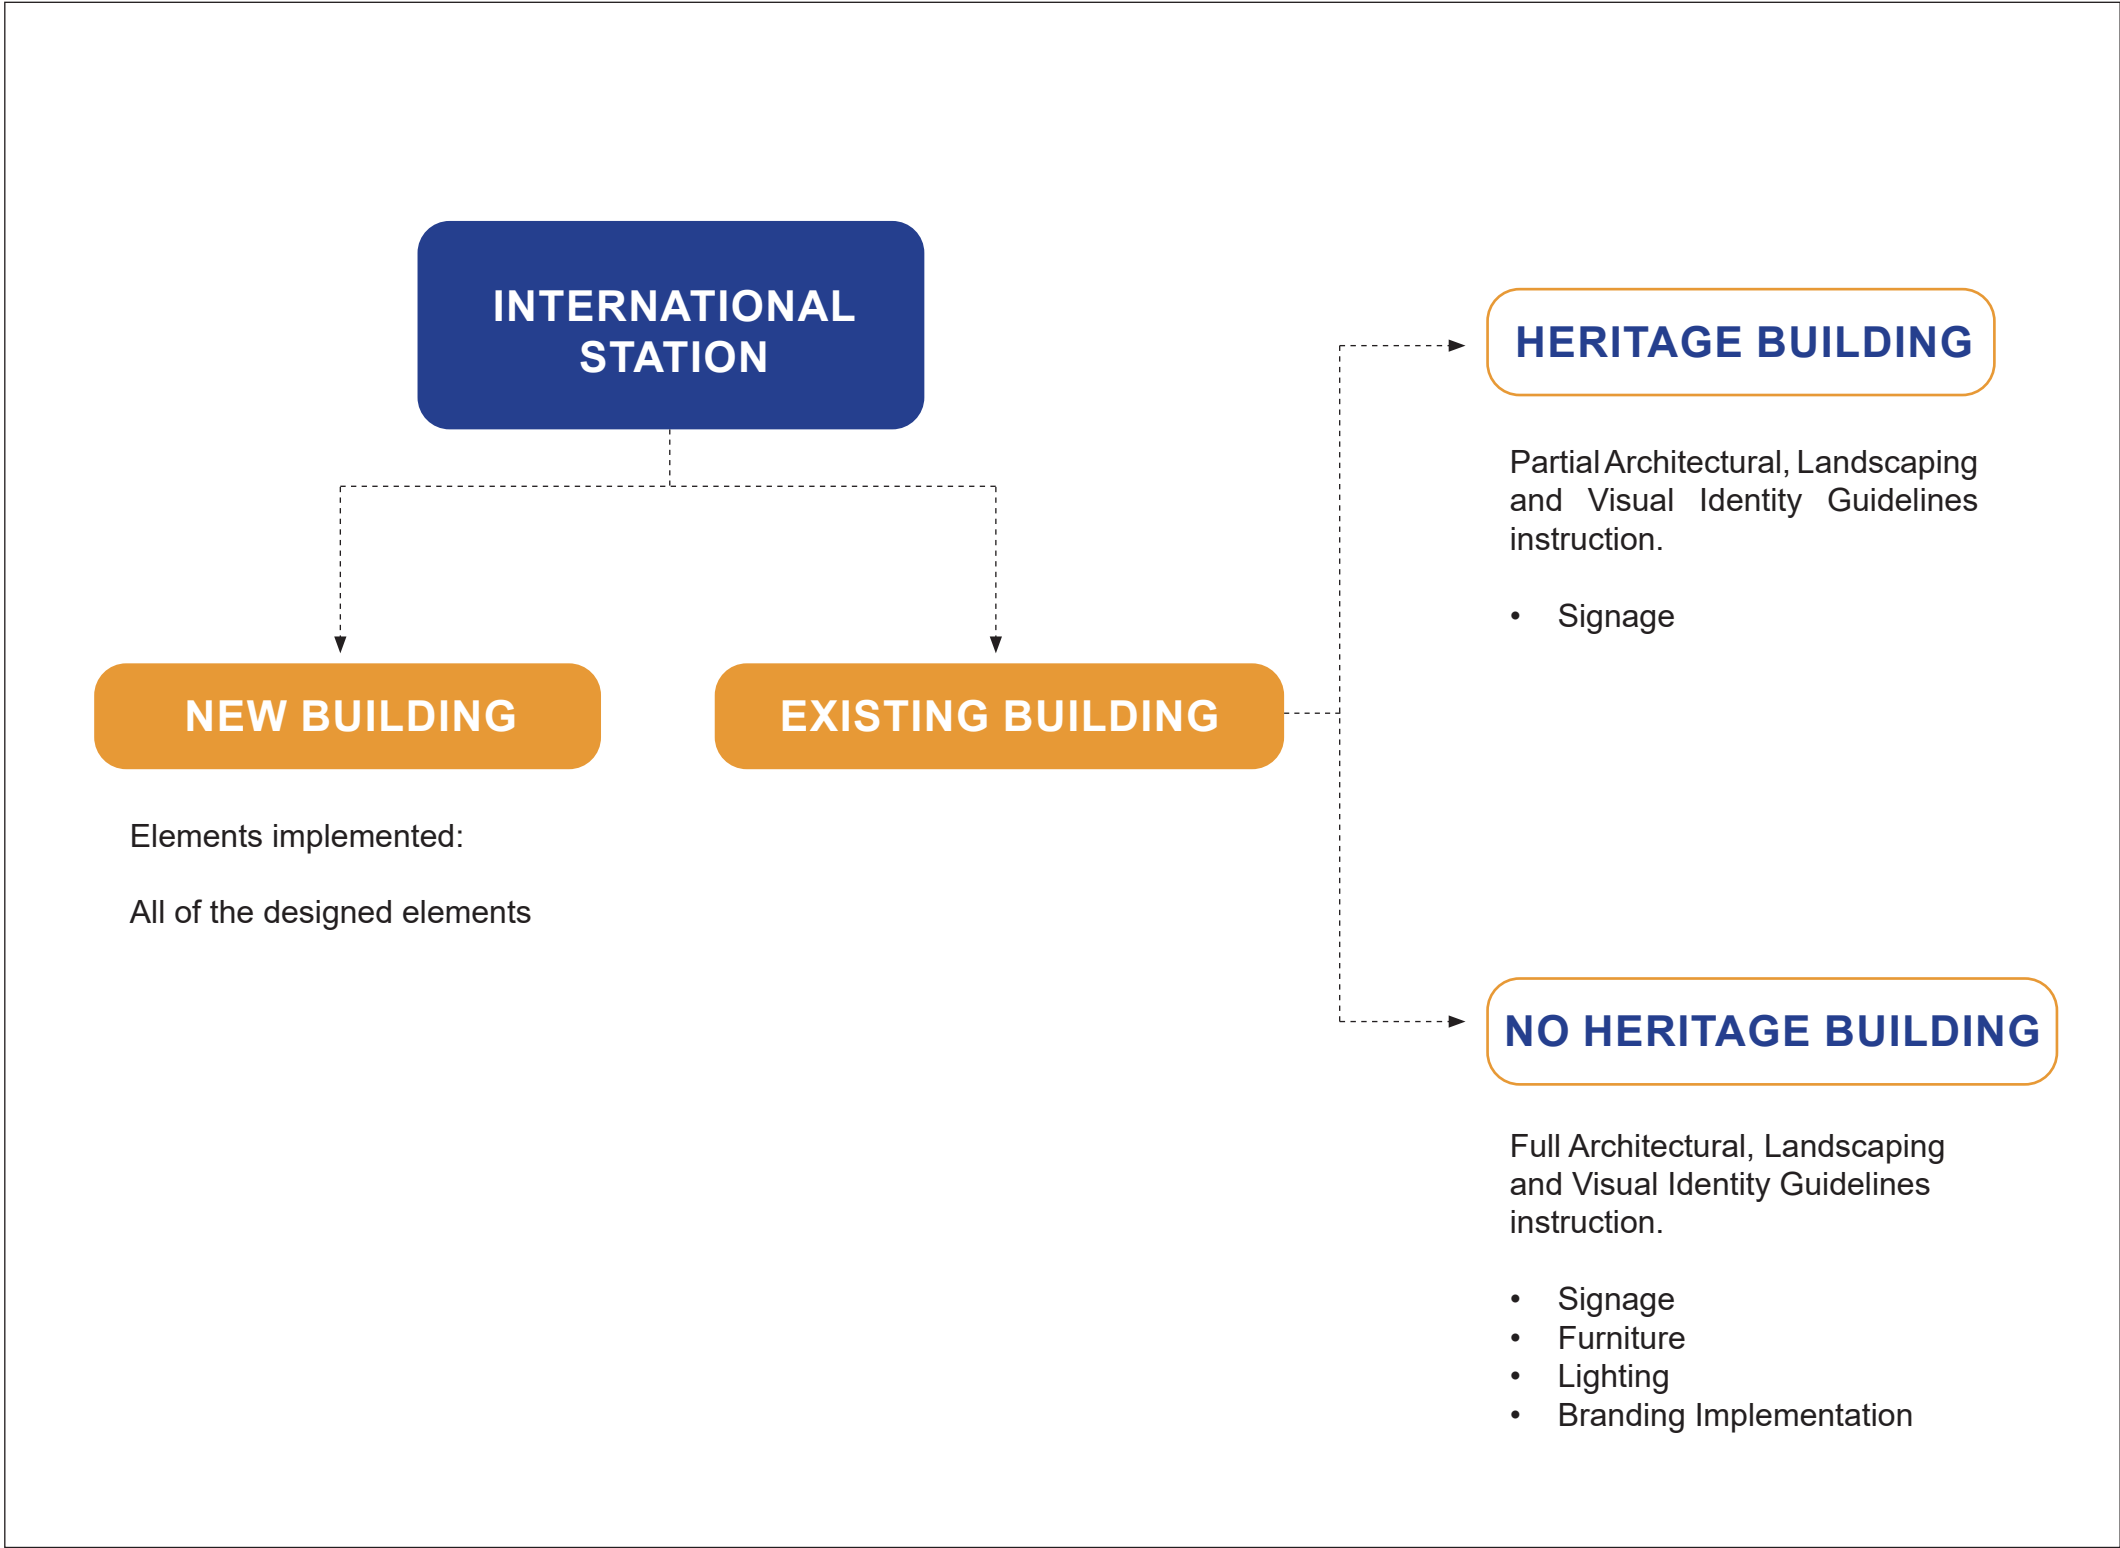 INTERNATIONAL
STATION
NEW BUILDING
Elements implemented:
All of the designed elements
EXISTING BUILDING
HERITAGE BUILDING
Partial Architectural, Landscaping
and Visual Identity Guidelines
instruction.
• Signage
NO HERITAGE BUILDING
Full Architectural, Landscaping
and Visual Identity Guidelines
instruction.
• Signage
• Furniture
• Lighting
• Branding Implementation